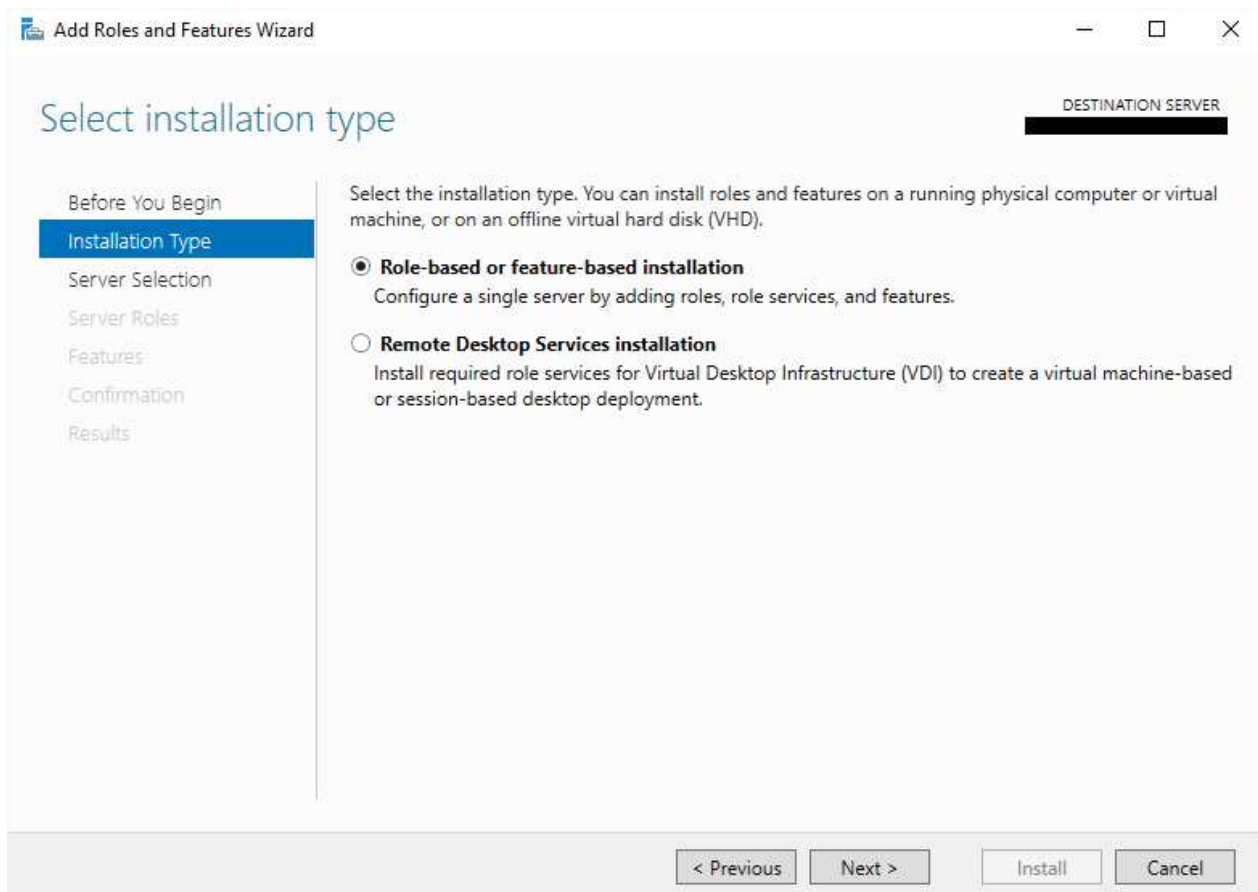 Add Roles and Features Wizard
Select installation type
DESTINATION SERVER
Before You Begin
Installation Type
Server Selection
Server Roles
Features
Confirmation
Results
Select the installation type. You can install roles and features on a running physical computer or virtual
machine, or on an offline virtual hard disk (VHD).
Role-based or feature-based installation
Configure a single server by adding roles, role services, and features.
Remote Desktop Services installation
Install required role services for Virtual Desktop Infrastructure (VDI) to create a virtual machine-based
or session-based desktop deployment.
< Previous
Next >
Install
Cancel